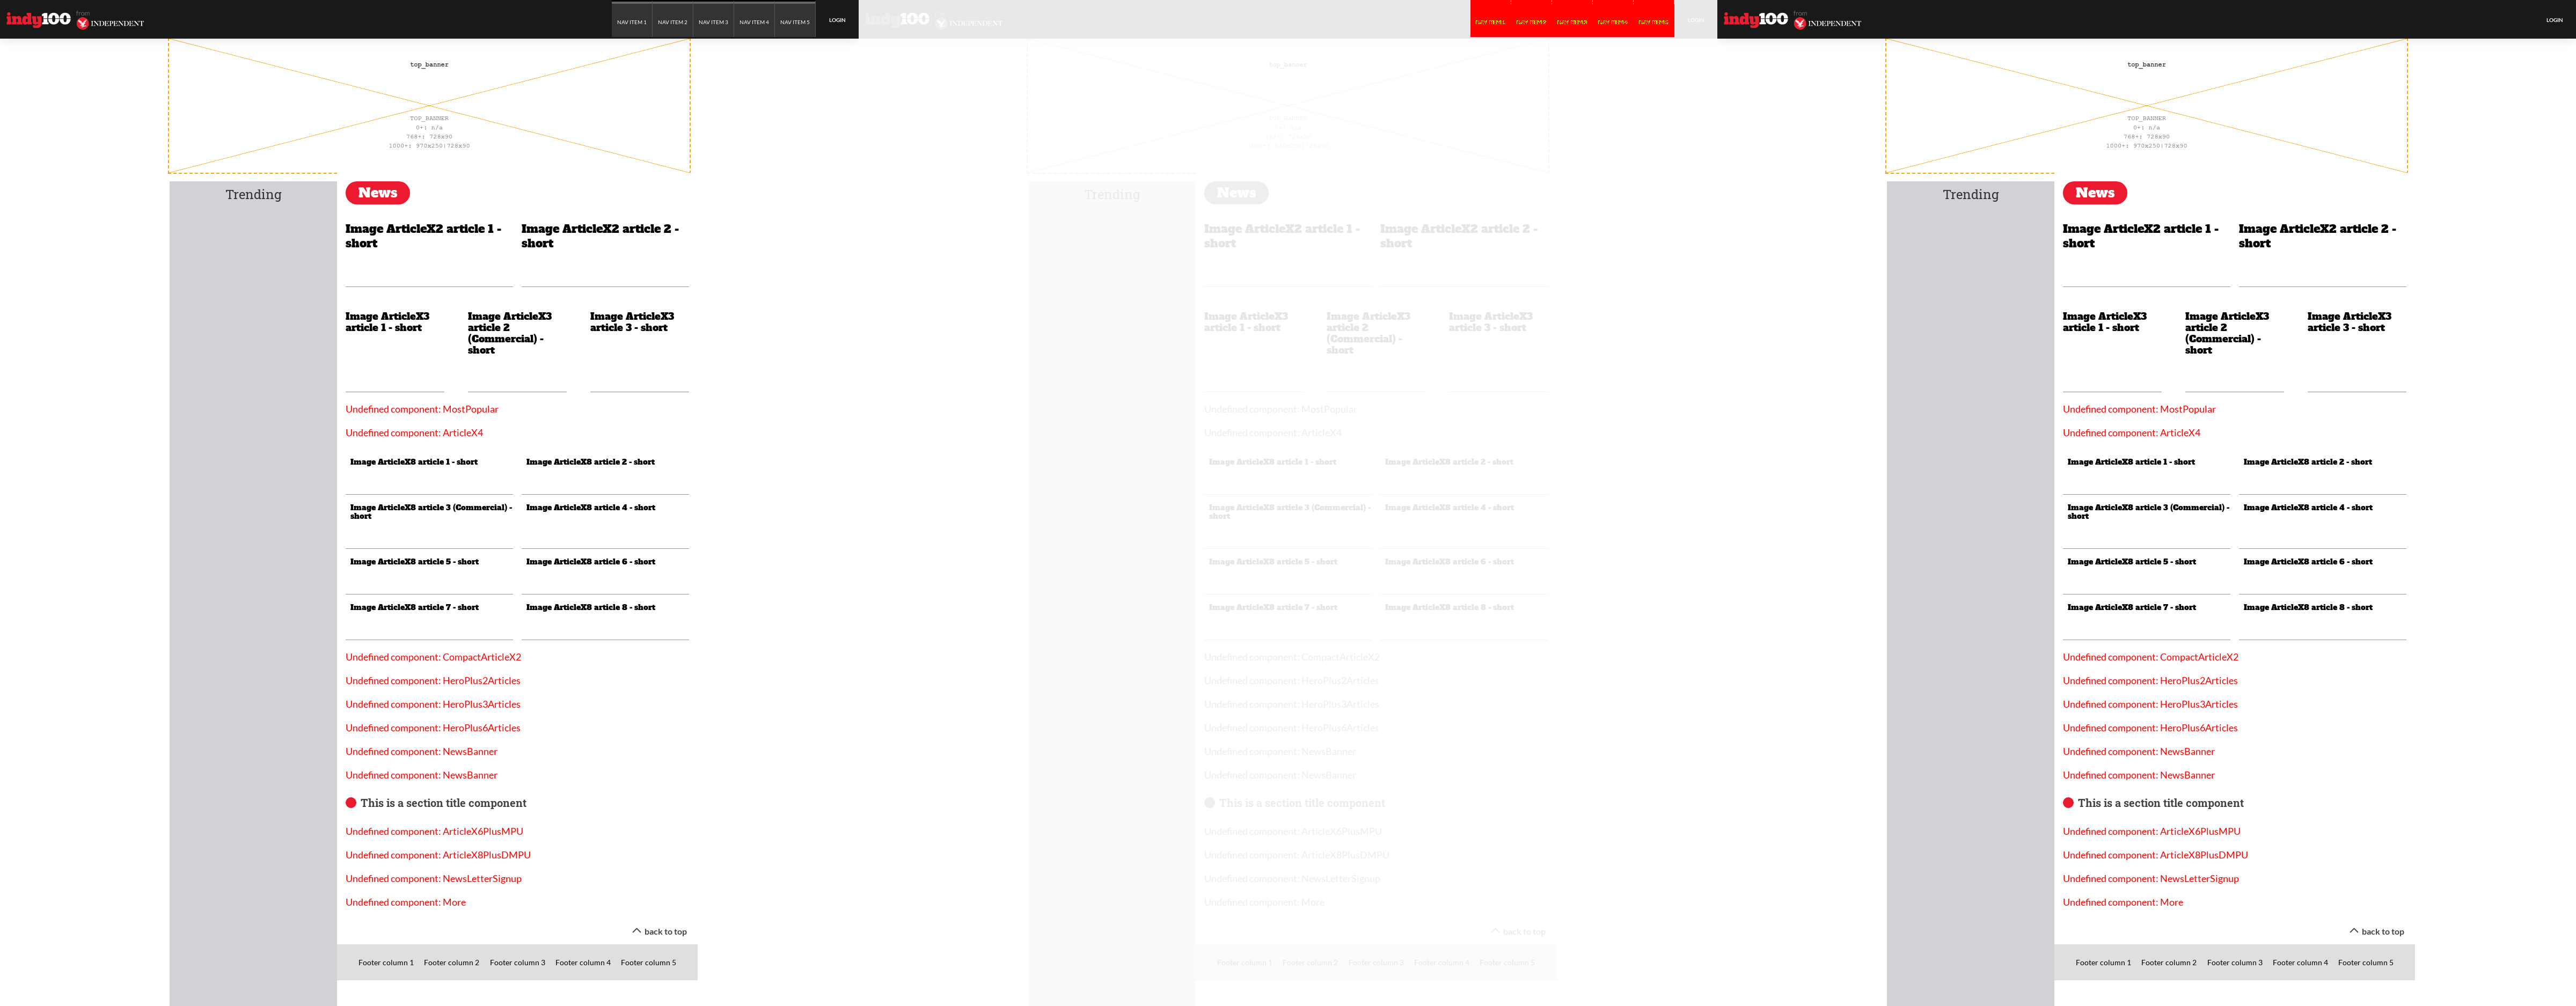 indy100 from INDEPENDENT
NAV ITEM 1 NAV ITEM 2 NAV ITEM 3 NAV ITEM 4 NAV ITEM 5 LOGIN
top_banner
TOP_BANNER
0+: n/a
768+: 728x90
1000+: 970x250|728x90
Trending
News
Image ArticleX2 article 1 -
short
Image ArticleX2 article 2 -
short
Image ArticleX3
article 1 - short
Image ArticleX3
article 2
(Commercial) -
short
Image ArticleX3
article 3 - short
Undefined component: MostPopular
Undefined component: ArticleX4
Image ArticleX8 article 1 - short
Image ArticleX8 article 2 - short
Image ArticleX8 article 3 (Commercial) -
short
Image ArticleX8 article 4 - short
Image ArticleX8 article 5 - short
Image ArticleX8 article 6 - short
Image ArticleX8 article 7 - short
Image ArticleX8 article 8 - short
Undefined component: CompactArticleX2
Undefined component: HeroPlus2Articles
Undefined component: HeroPlus3Articles
Undefined component: HeroPlus6Articles
Undefined component: NewsBanner
Undefined component: NewsBanner
This is a section title component
Undefined component: ArticleX6PlusMPU
Undefined component: ArticleX8PlusDMPU
Undefined component: NewsLetterSignup
Undefined component: More
back to top
Footer column 1 Footer column 2 Footer column 3 Footer column 4 Footer column 5
indy100 INDEPENDENT
top_banner
Trending
News
Image ArticleX2 article 1 -
short
Image ArticleX2 article 2 -
short
Image ArticleX3
article 1 - short
Image ArticleX3
article 2
(Commercial) -
short
Image ArticleX3
article 3 - short
Undefined component: MostPopular
Undefined component: ArticleX4
Image ArticleX8 article 1 - short
Image ArticleX8 article 2 - short
Image ArticleX8 article 3 (Commercial) -
short
Image ArticleX8 article 4 - short
Image ArticleX8 article 5 - short
Image ArticleX8 article 6 - short
Image ArticleX8 article 7 - short
Image ArticleX8 article 8 - short
Undefined component: CompactArticleX2
Undefined component: HeroPlus2Articles
Undefined component: HeroPlus3Articles
Undefined component: HeroPlus6Articles
Undefined component: NewsBanner
Undefined component: NewsBanner
This is a section title component
Undefined component: ArticleX6PlusMPU
Undefined component: ArticleX8PlusDMPU
Undefined component: NewsLetterSignup
Undefined component: More
back to top
Footer column 1 Footer column 2 Footer column 3 Footer column 4 Footer column 5
indy100 from INDEPENDENT
LOGIN
top_banner
TOP_BANNER
0+: n/a
768+: 728x90
1000+: 970x250|728x90
Trending
News
Image ArticleX2 article 1 -
short
Image ArticleX2 article 2 -
short
Image ArticleX3
article 1 - short
Image ArticleX3
article 2
(Commercial) -
short
Image ArticleX3
article 3 - short
Undefined component: MostPopular
Undefined component: ArticleX4
Image ArticleX8 article 1 - short
Image ArticleX8 article 2 - short
Image ArticleX8 article 3 (Commercial) -
short
Image ArticleX8 article 4 - short
Image ArticleX8 article 5 - short
Image ArticleX8 article 6 - short
Image ArticleX8 article 7 - short
Image ArticleX8 article 8 - short
Undefined component: CompactArticleX2
Undefined component: HeroPlus2Articles
Undefined component: HeroPlus3Articles
Undefined component: HeroPlus6Articles
Undefined component: NewsBanner
Undefined component: NewsBanner
This is a section title component
Undefined component: ArticleX6PlusMPU
Undefined component: ArticleX8PlusDMPU
Undefined component: NewsLetterSignup
Undefined component: More
back to top
Footer column 1 Footer column 2 Footer column 3 Footer column 4 Footer column 5